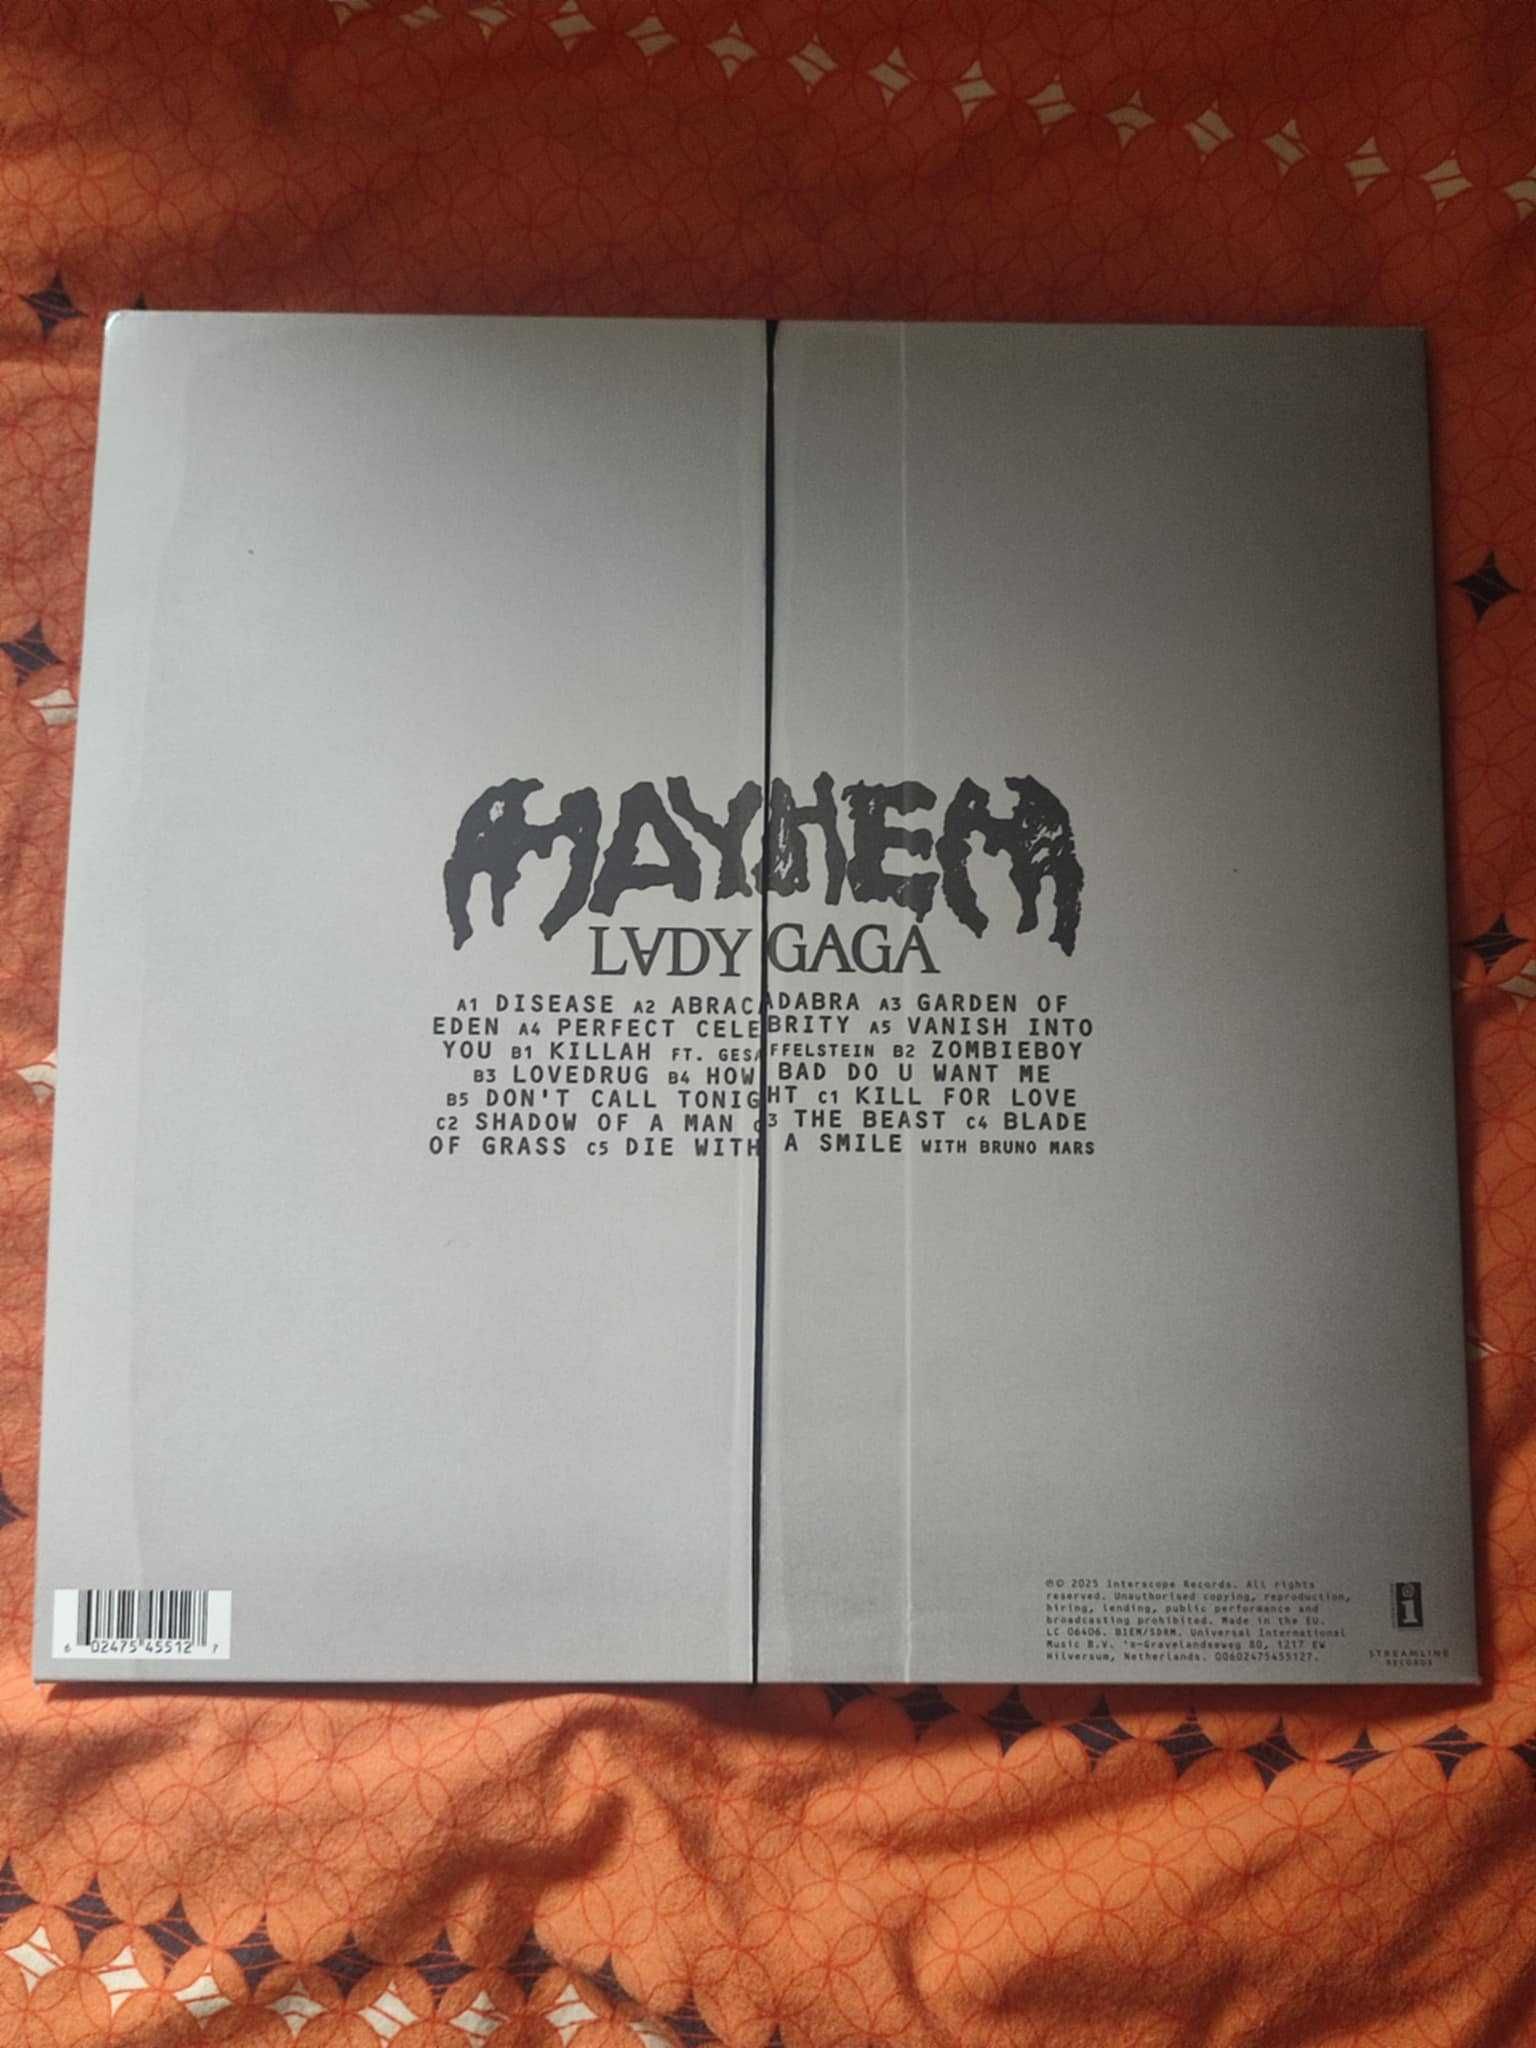 MAYHEM
LADY GAGA
A1 DISEASE A2 ABRACADABRA A3 GARDEN OF
EDEN A4 PERFECT CELEBRITY A5 VANISH INTO
YOU B1 KILLAH FT. GESAFFELSTEIN B2 ZOMBIEBOY
B3 LOVEDRUG B4 HOW BAD DO U WANT ME
B5 DON'T CALL TONIGHT C1 KILL FOR LOVE
C2 SHADOW OF A MAN C3 THE BEAST C4 BLADE
OF GRASS C5 DIE WITH A SMILE WITH BRUNO MARS
6 02475 45512 7
℗© 2025 Interscope Records. All rights
reserved. Unauthorised copying, reproduction,
hiring, lending, public performance and
broadcasting prohibited. Made in the EU.
LC 06406. BIEM/SDRM. Universal International
Music B.V. 's-Gravelandseweg 80, 1217 EW
Hilversum, Netherlands. 00602475455127.
i
STREAMLINE
RECORDS